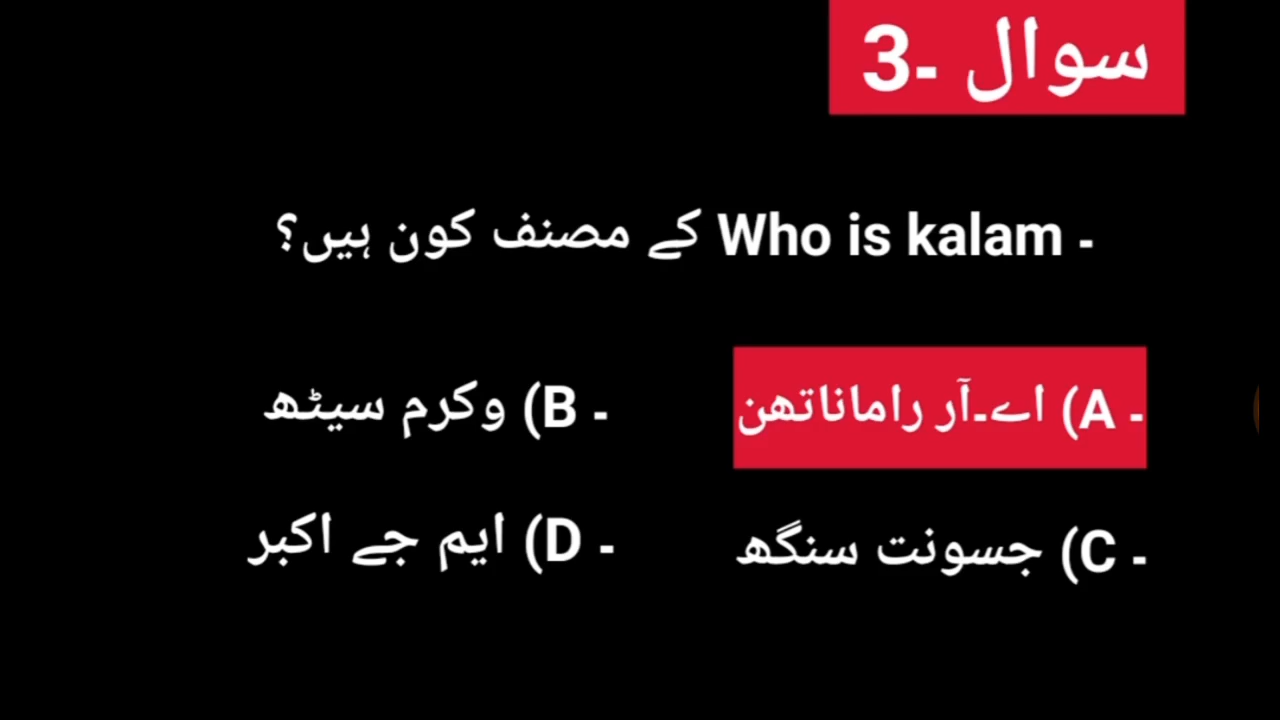 سوال ۔3
۔ Who is kalam کے مصنف کون ہیں؟
۔ A) اے۔آر راماناتھن
۔ B) وکرم سیٹھ
۔ C) جسونت سنگھ
۔ D) ایم جے اکبر